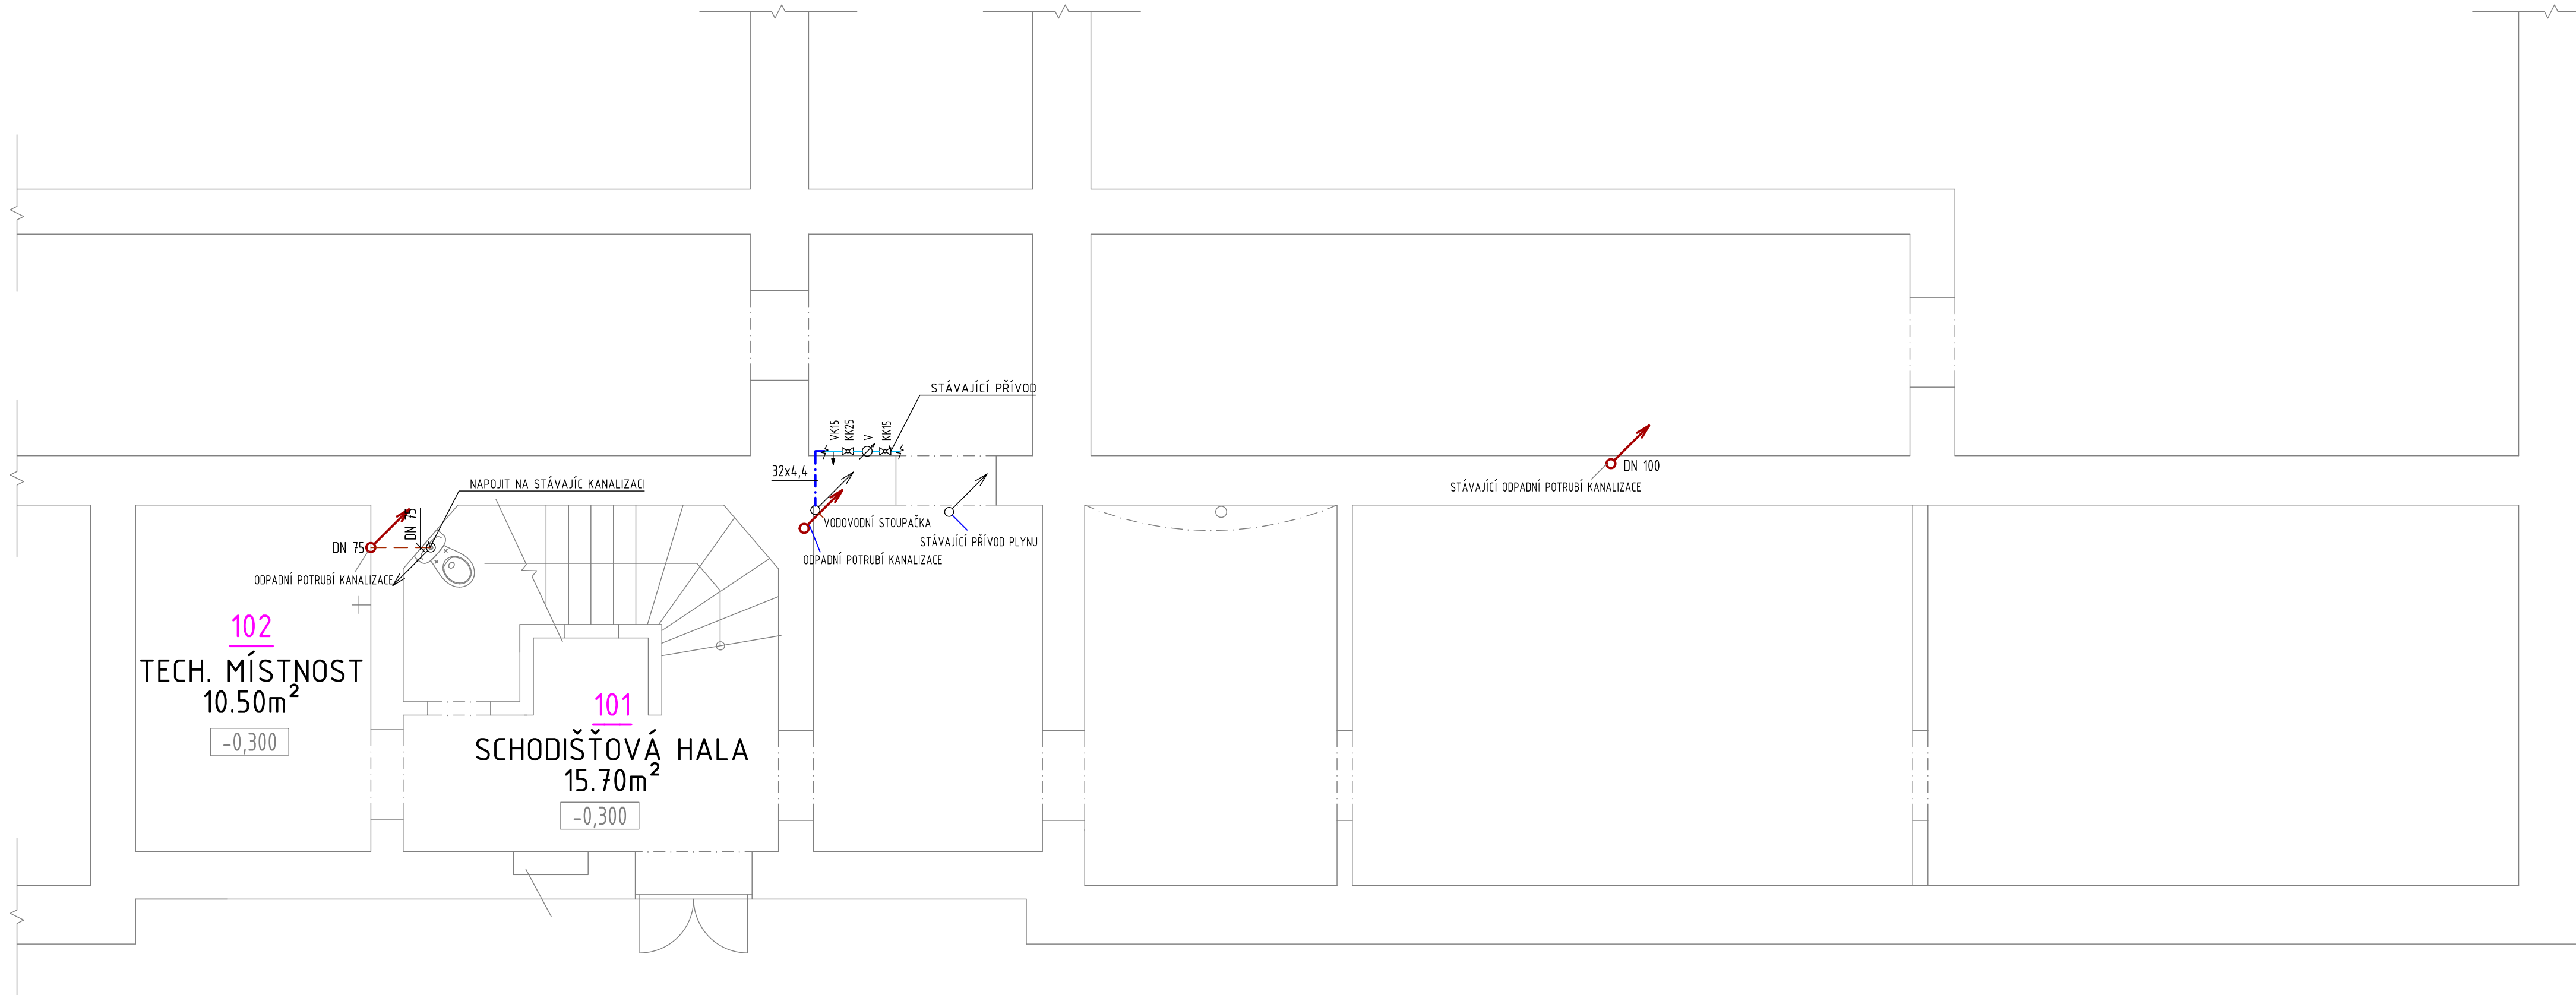 STÁVAJÍCÍ PŘÍVOD
VK15
KK25
V
KK15
32x4,4
DN 100
STÁVAJÍCÍ ODPADNÍ POTRUBÍ KANALIZACE
NAPOJIT NA STÁVAJÍC KANALIZACI
DN 75
VODOVODNÍ STOUPAČKA
STÁVAJÍCÍ PŘÍVOD PLYNU
DN 75
ODPADNÍ POTRUBÍ KANALIZACE
ODPADNÍ POTRUBÍ KANALIZACE
102
TECH. MÍSTNOST
10.50m²
-0,300
101
SCHODIŠŤOVÁ HALA
15.70m²
-0,300